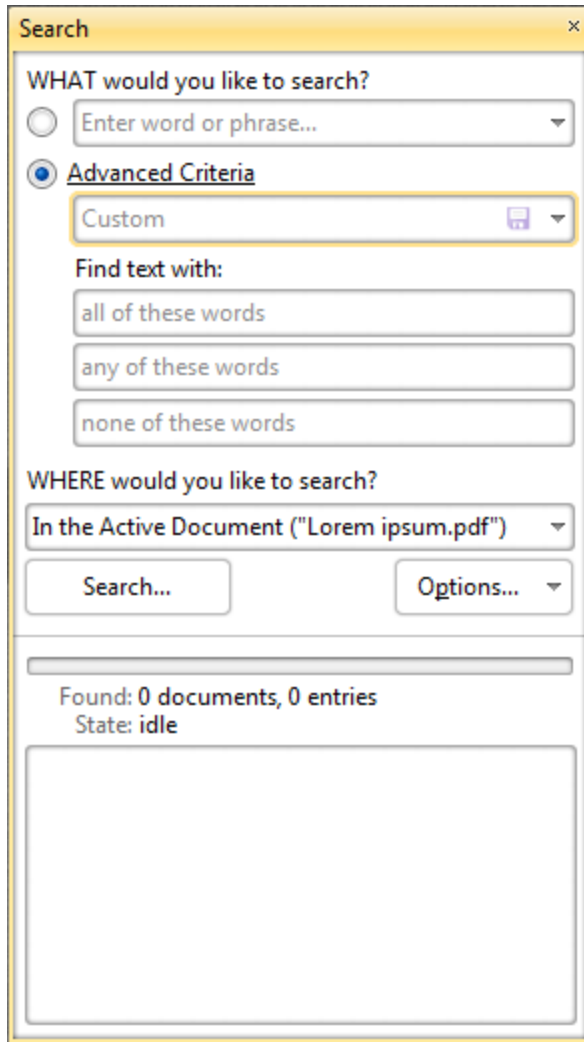 Search
WHAT would you like to search?
Enter word or phrase...
Advanced Criteria
Custom
Find text with:
all of these words
any of these words
none of these words
WHERE would you like to search?
In the Active Document ("Lorem ipsum.pdf")
Search... Options...
Found: 0 documents, 0 entries
State: idle